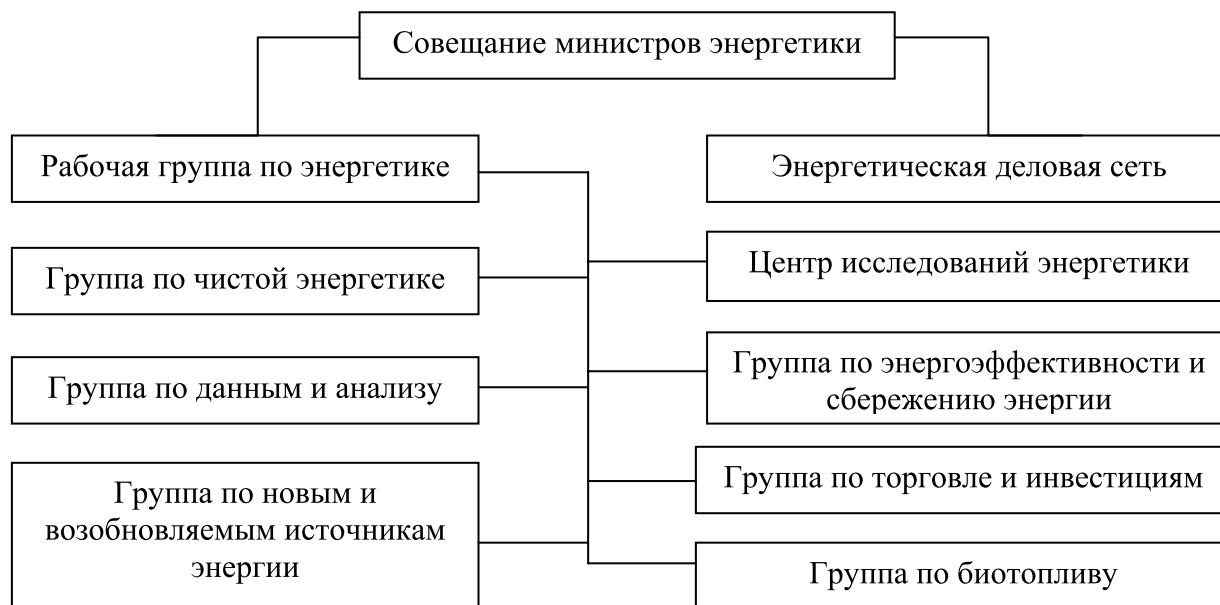 Совещание министров энергетики
Рабочая группа по энергетике
Энергетическая деловая сеть
Группа по чистой энергетике
Центр исследований энергетики
Группа по данным и анализу
Группа по энергоэффективности и
сбережению энергии
Группа по новым и
возобновляемым источникам
энергии
Группа по торговле и инвестициям
Группа по биотопливу